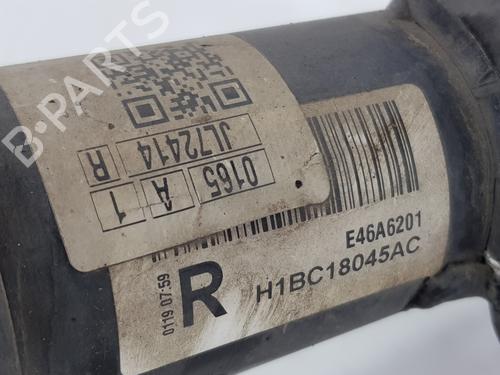 B-PARTS
R JL72414
1 A 0165
E46A6201
H1BC18045AC
R
0119 07:59